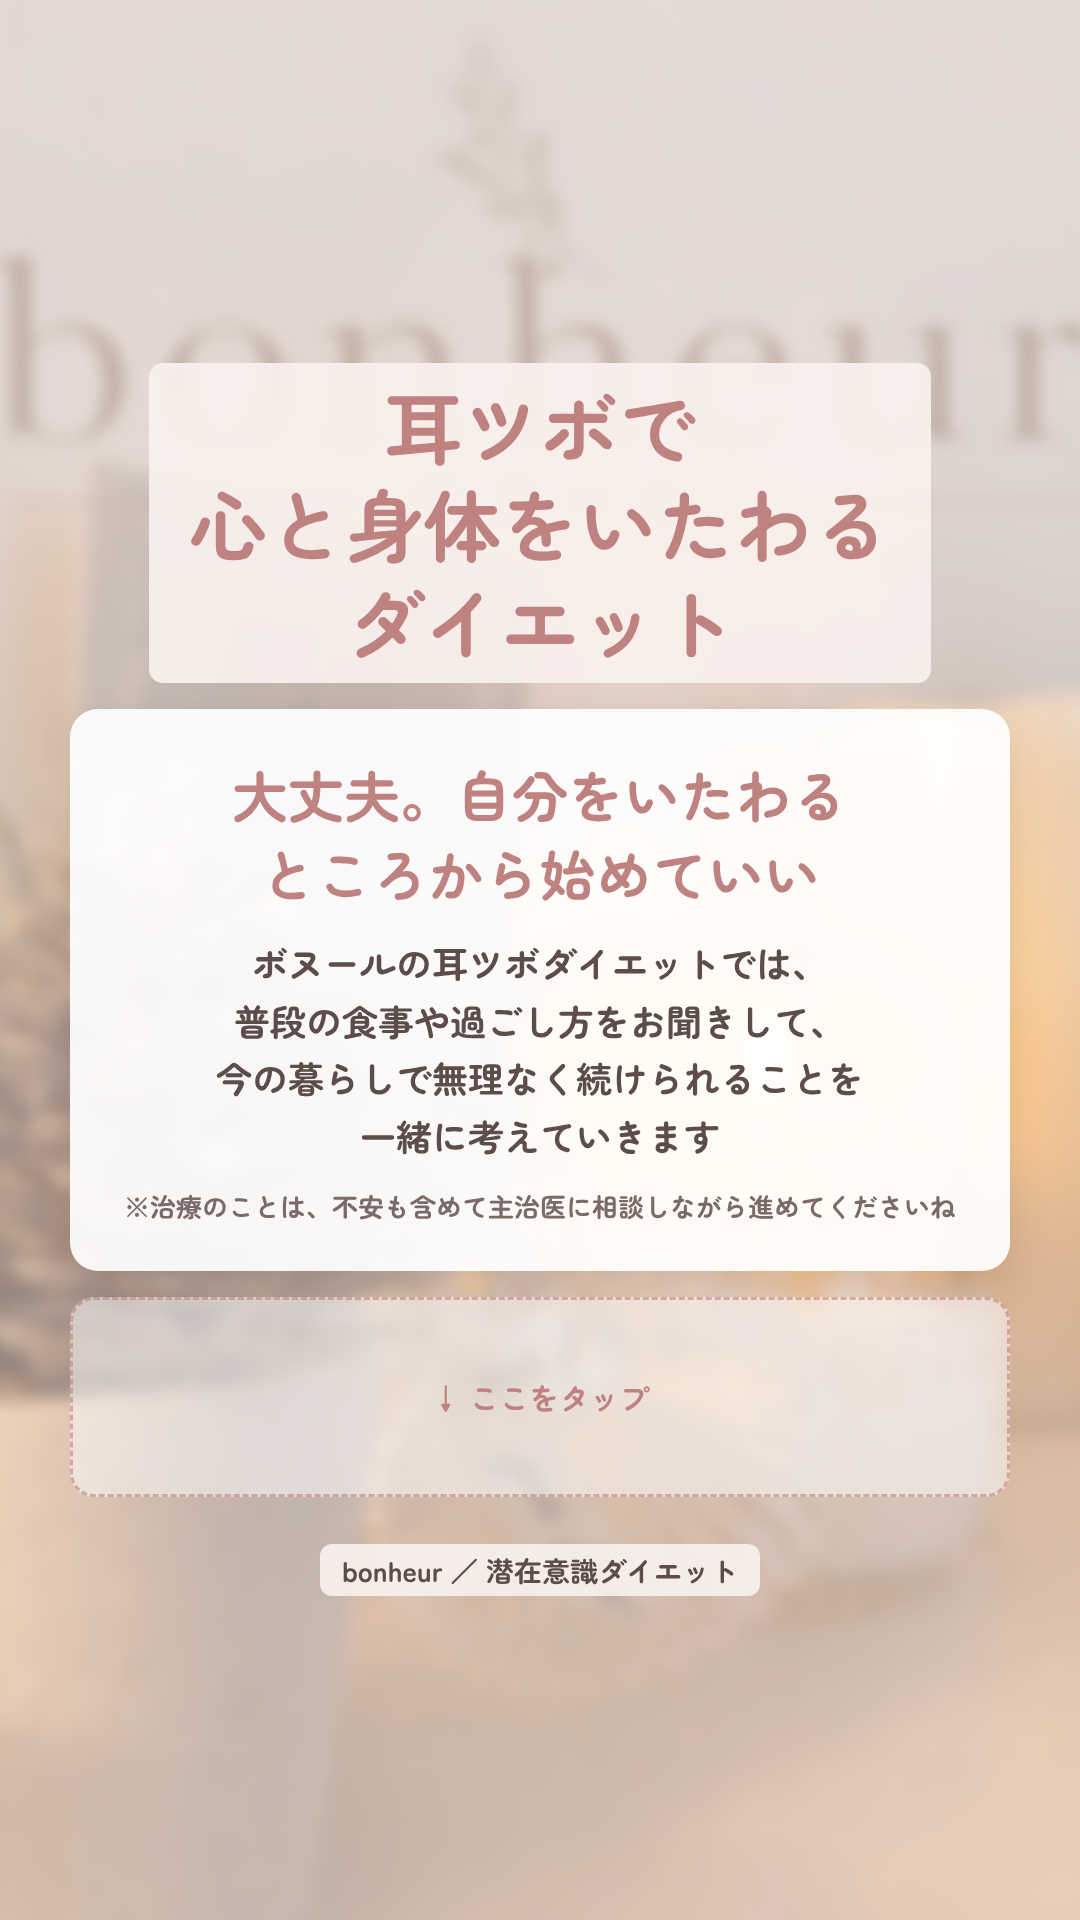 bonheur
耳ツボで
心と身体をいたわる
ダイエット
大丈夫。自分をいたわる
ところから始めていい
ボヌールの耳ツボダイエットでは、
普段の食事や過ごし方をお聞きして、
今の暮らしで無理なく続けられることを
一緒に考えていきます
※治療のことは、不安も含めて主治医に相談しながら進めてくださいね
↓ ここをタップ
bonheur ／ 潜在意識ダイエット